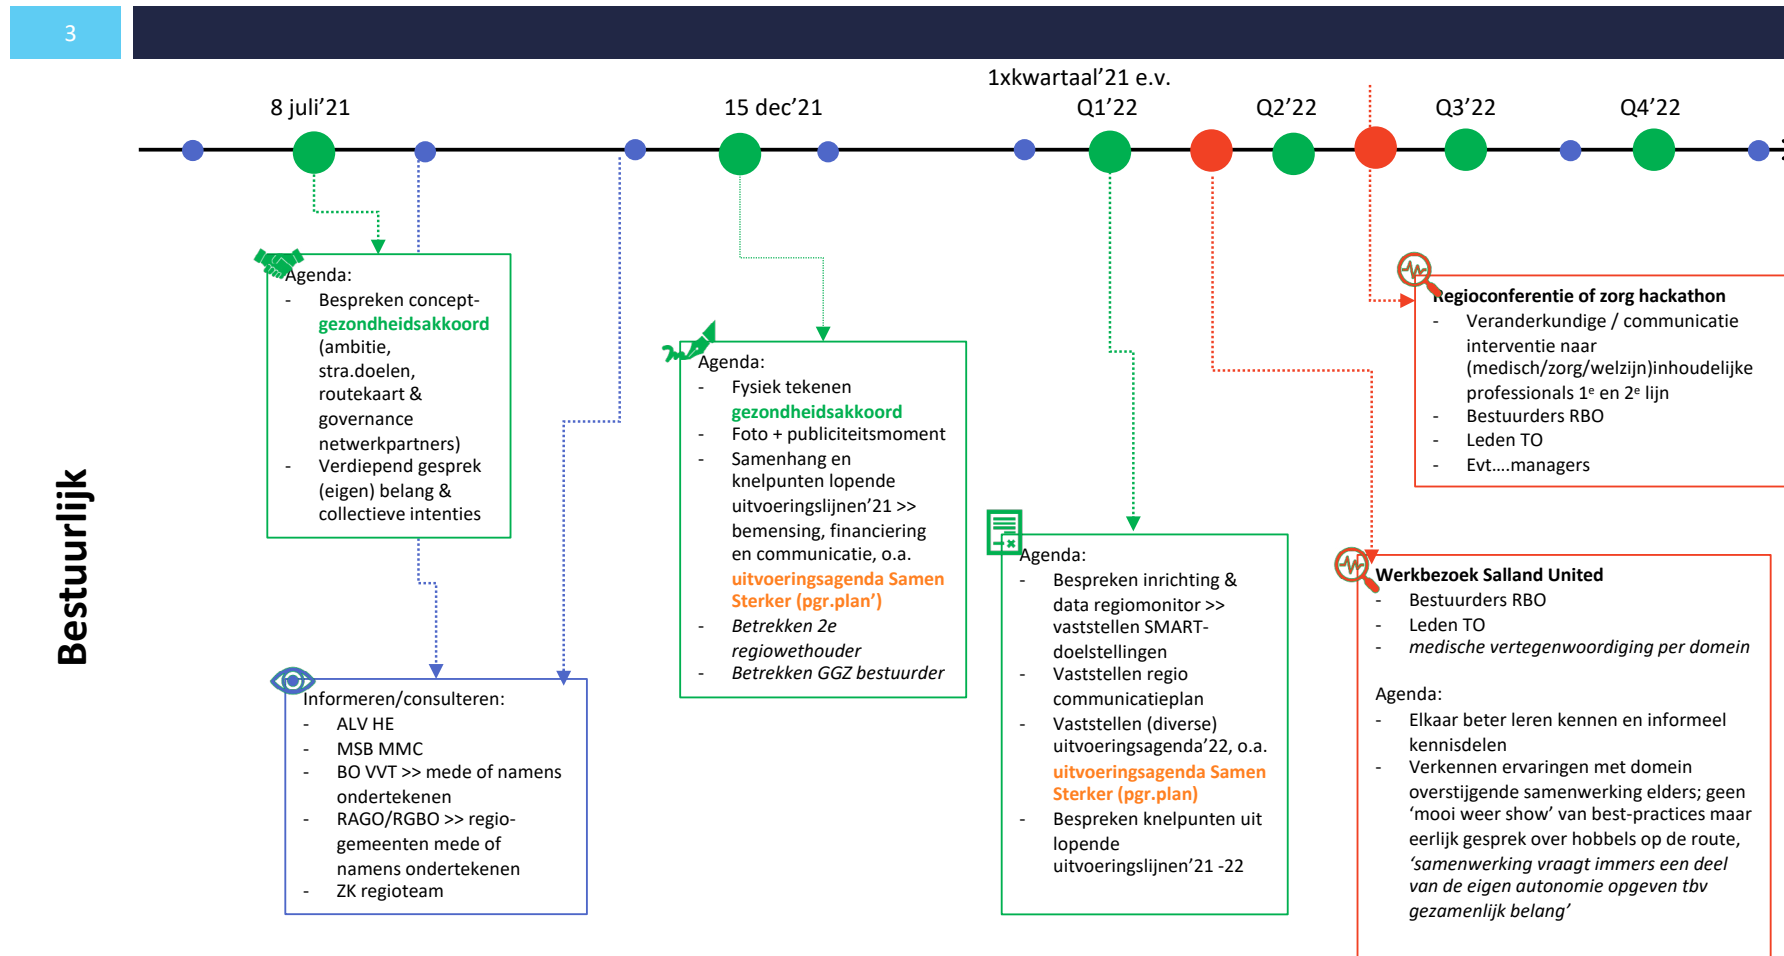 3
1xkwartaal’21 e.v.
8 juli’21
15 dec’21
Q1’22
Q2’22
Q3’22
Q4’22
Bestuurlijk
Agenda:
- Bespreken concept-
gezondheidsakkoord
(ambitie,
stra.doelen,
routekaart &
governance
netwerkpartners)
- Verdiepend gesprek
(eigen) belang &
collectieve intenties
Informeren/consulteren:
- ALV HE
- MSB MMC
- BO VVT >> mede of namens
ondertekenen
- RAGO/RGBO >> regio-
gemeenten mede of
namens ondertekenen
- ZK regioteam
Agenda:
- Fysiek tekenen
gezondheidsakkoord
- Foto + publiciteitsmoment
- Samenhang en
knelpunten lopende
uitvoeringslijnen’21 >>
bemensing, financiering
en communicatie, o.a.
uitvoeringsagenda Samen
Sterker (pgr.plan’)
- Betrekken 2e
regiowethouder
- Betrekken GGZ bestuurder
Agenda:
- Bespreken inrichting &
data regiomonitor >>
vaststellen SMART-
doelstellingen
- Vaststellen regio
communicatieplan
- Vaststellen (diverse)
uitvoeringsagenda’22, o.a.
uitvoeringsagenda Samen
Sterker (pgr.plan)
- Bespreken knelpunten uit
lopende
uitvoeringslijnen’21 -22
Regioconferentie of zorg hackathon
- Veranderkundige / communicatie
interventie naar
(medisch/zorg/welzijn)inhoudelijke
professionals 1e en 2e lijn
- Bestuurders RBO
- Leden TO
- Evt....managers
Werkbezoek Salland United
- Bestuurders RBO
- Leden TO
- medische vertegenwoordiging per domein
Agenda:
- Elkaar beter leren kennen en informeel
kennisdelen
- Verkennen ervaringen met domein
overstijgende samenwerking elders; geen
‘mooi weer show’ van best-practices maar
eerlijk gesprek over hobbels op de route,
‘samenwerking vraagt immers een deel
van de eigen autonomie opgeven tbv
gezamenlijk belang’